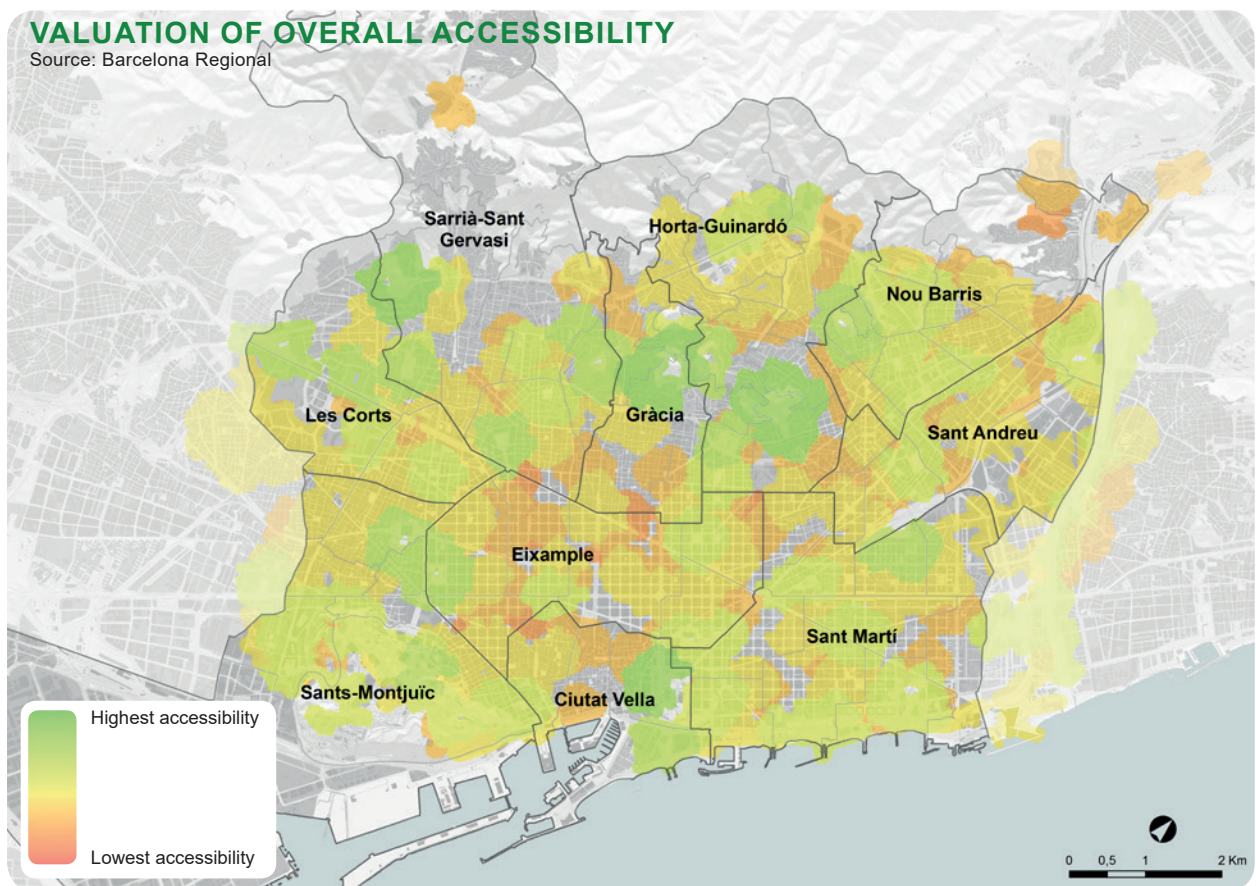 VALUATION OF OVERALL ACCESSIBILITY
Source: Barcelona Regional
Sarrià-Sant
Gervasi
Horta-Guinardó
Nou Barris
Les Corts
Gràcia
Sant Andreu
Eixample
Sant Martí
Sants-Montjuïc
Ciutat Vella
Highest accessibility
Lowest accessibility
0 0,5 1 2 Km